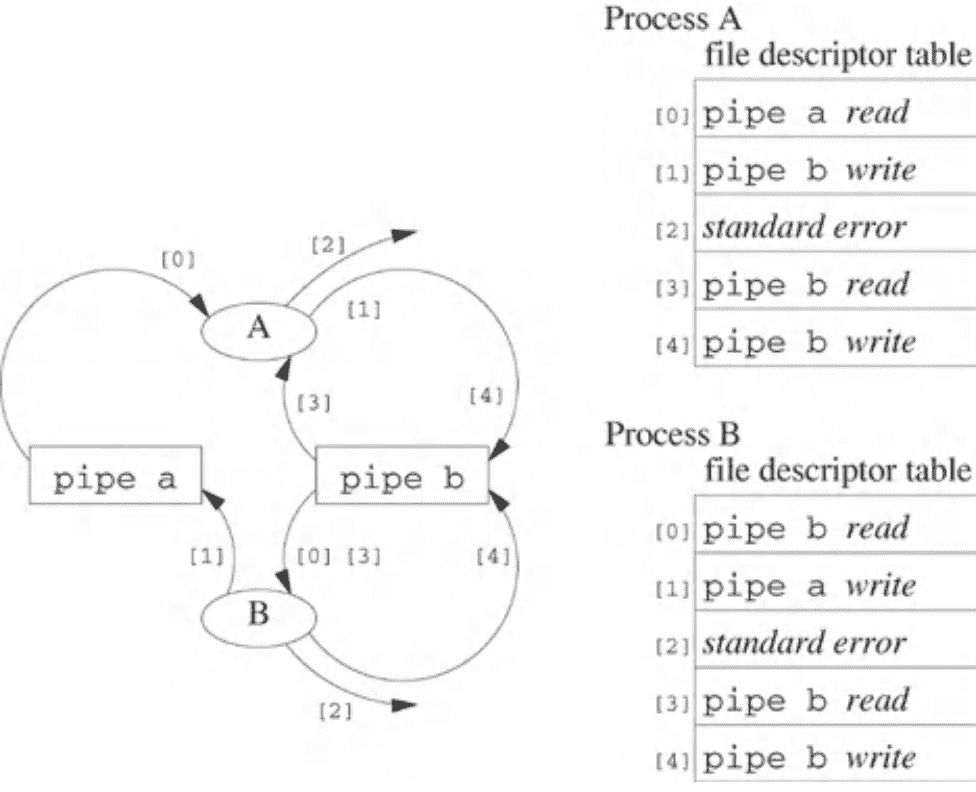 Process A
file descriptor table
[0] pipe a read
[1] pipe b write
[2] standard error
[3] pipe b read
[4] pipe b write
[0]
[2]
A
[1]
[3]
[4]
pipe a
pipe b
[1]
[0] [3]
[4]
B
[2]
Process B
file descriptor table
[0] pipe b read
[1] pipe a write
[2] standard error
[3] pipe b read
[4] pipe b write